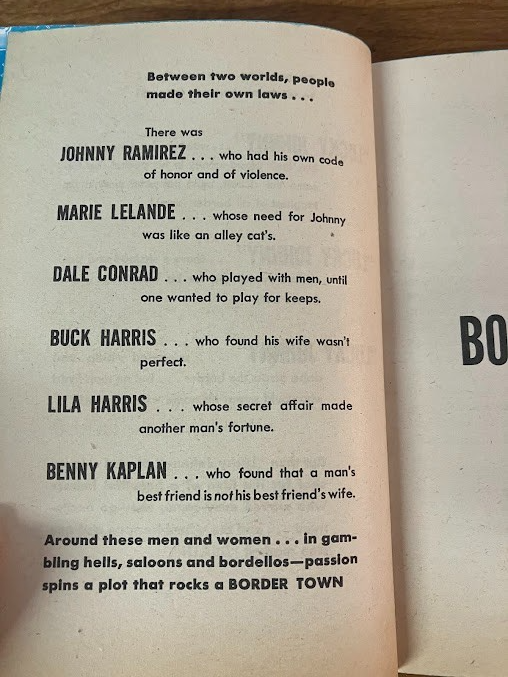 Between two worlds, people
made their own laws . . .
There was
JOHNNY RAMIREZ . . . who had his own code
of honor and of violence.
MARIE LELANDE . . . whose need for Johnny
was like an alley cat's.
DALE CONRAD . . . who played with men, until
one wanted to play for keeps.
BUCK HARRIS . . . who found his wife wasn't
perfect.
LILA HARRIS . . . whose secret affair made
another man's fortune.
BENNY KAPLAN . . . who found that a man's
best friend is not his best friend's wife.
Around these men and women . . . in gam-
bling hells, saloons and bordellos—passion
spins a plot that rocks a BORDER TOWN
BO